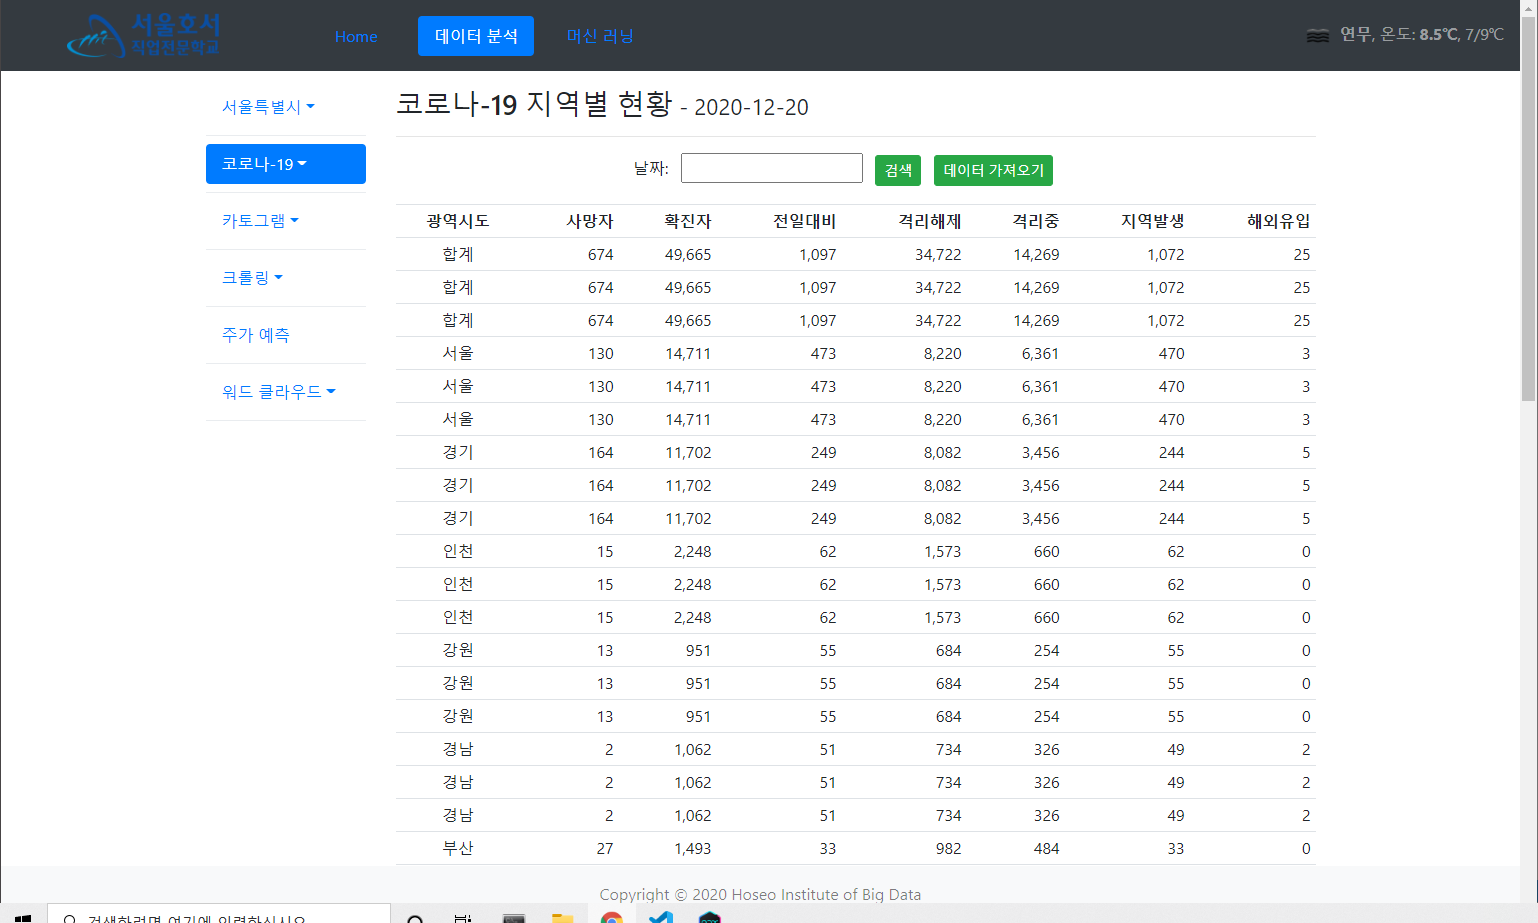 서울호서
직업전문학교
Home 데이터 분석 머신 러닝 연무, 온도: 8.5℃, 7/9℃
서울특별시
코로나-19
카토그램
크롤링
주가 예측
워드 클라우드
코로나-19 지역별 현황 - 2020-12-20
날짜: 검색 데이터 가져오기
광역시도 사망자 확진자 전일대비 격리해제 격리중 지역발생 해외유입
합계 674 49,665 1,097 34,722 14,269 1,072 25
합계 674 49,665 1,097 34,722 14,269 1,072 25
합계 674 49,665 1,097 34,722 14,269 1,072 25
서울 130 14,711 473 8,220 6,361 470 3
서울 130 14,711 473 8,220 6,361 470 3
서울 130 14,711 473 8,220 6,361 470 3
경기 164 11,702 249 8,082 3,456 244 5
경기 164 11,702 249 8,082 3,456 244 5
경기 164 11,702 249 8,082 3,456 244 5
인천 15 2,248 62 1,573 660 62 0
인천 15 2,248 62 1,573 660 62 0
인천 15 2,248 62 1,573 660 62 0
강원 13 951 55 684 254 55 0
강원 13 951 55 684 254 55 0
강원 13 951 55 684 254 55 0
경남 2 1,062 51 734 326 49 2
경남 2 1,062 51 734 326 49 2
경남 2 1,062 51 734 326 49 2
부산 27 1,493 33 982 484 33 0
Copyright © 2020 Hoseo Institute of Big Data
검색하려면 여기에 입력하십시오